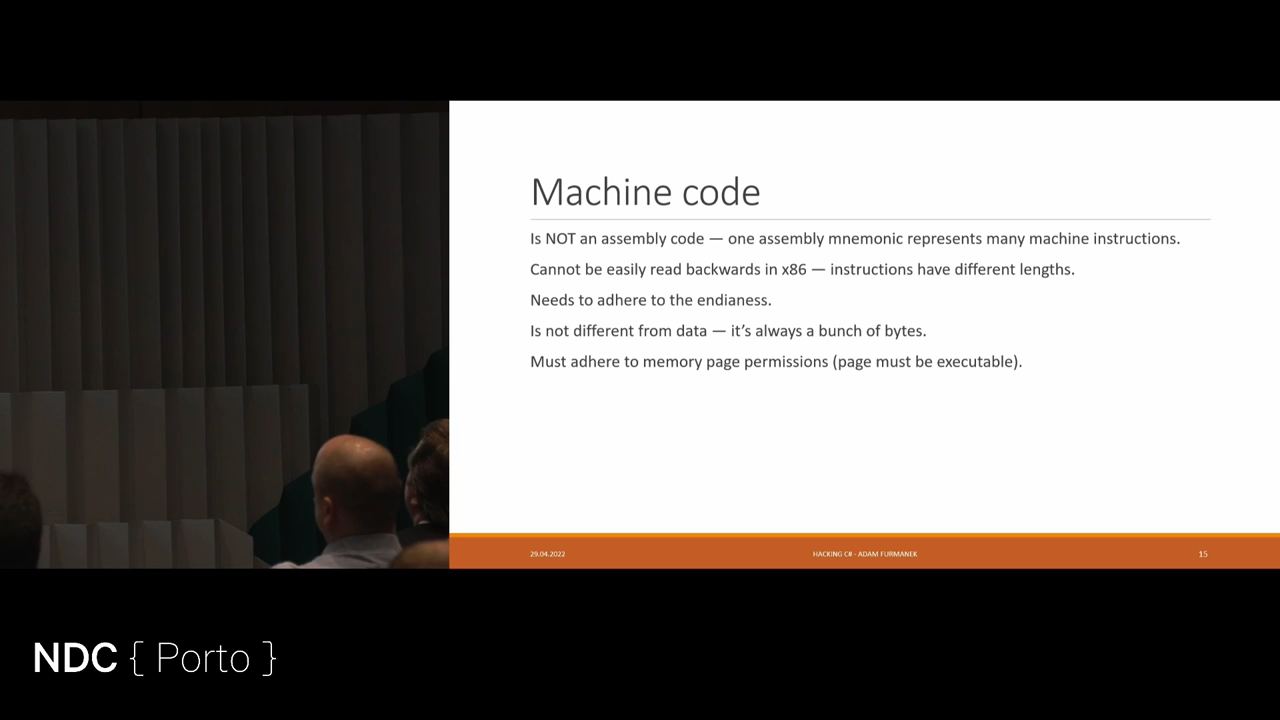 Machine code
Is NOT an assembly code — one assembly mnemonic represents many machine instructions.
Cannot be easily read backwards in x86 — instructions have different lengths.
Needs to adhere to the endianess.
Is not different from data — it's always a bunch of bytes.
Must adhere to memory page permissions (page must be executable).
29.04.2022
HACKING C# - ADAM FURMANEK
15
NDC { Porto }